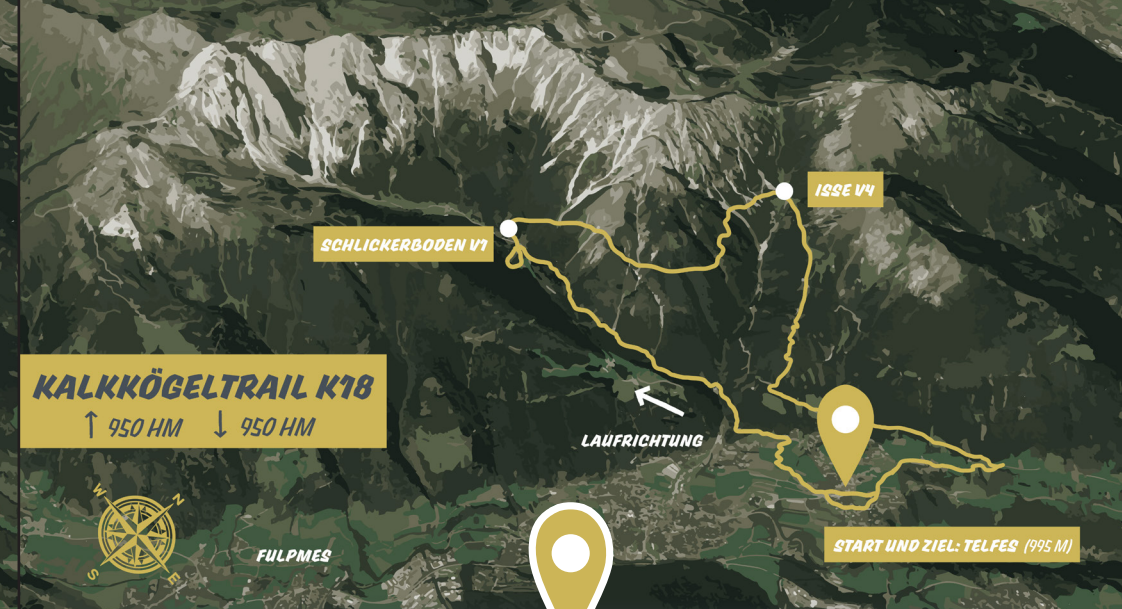 ISSE V4
SCHLICKERBODEN V1
KALKKÖGELTRAIL K18
↑ 950 HM ↓ 950 HM
LAUFRICHTUNG
W
N
S
E
FULPMES
START UND ZIEL: TELFES (995 M)